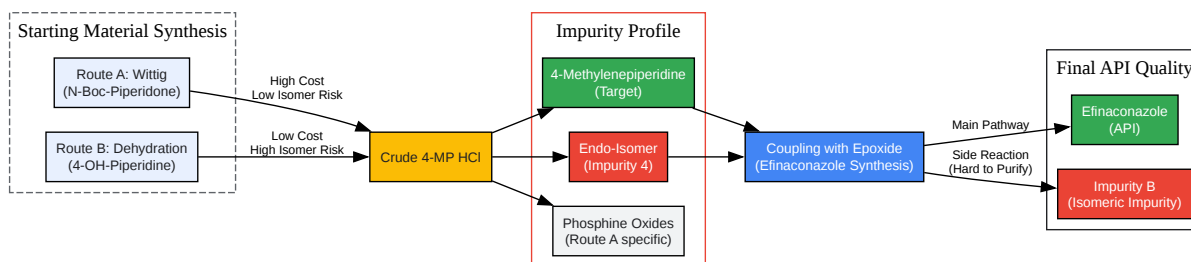 Starting Material Synthesis
Route A: Wittig
(N-Boc-Piperidone)
Route B: Dehydration
(4-OH-Piperidine)
High Cost
Low Isomer Risk
Low Cost
High Isomer Risk
Crude 4-MP HCl
Impurity Profile
4-Methylenepiperidine
(Target)
Endo-Isomer
(Impurity 4)
Phosphine Oxides
(Route A specific)
Coupling with Epoxide
(Efinaconazole Synthesis)
Main Pathway
Side Reaction
(Hard to Purify)
Final API Quality
Efinaconazole
(API)
Impurity B
(Isomeric Impurity)